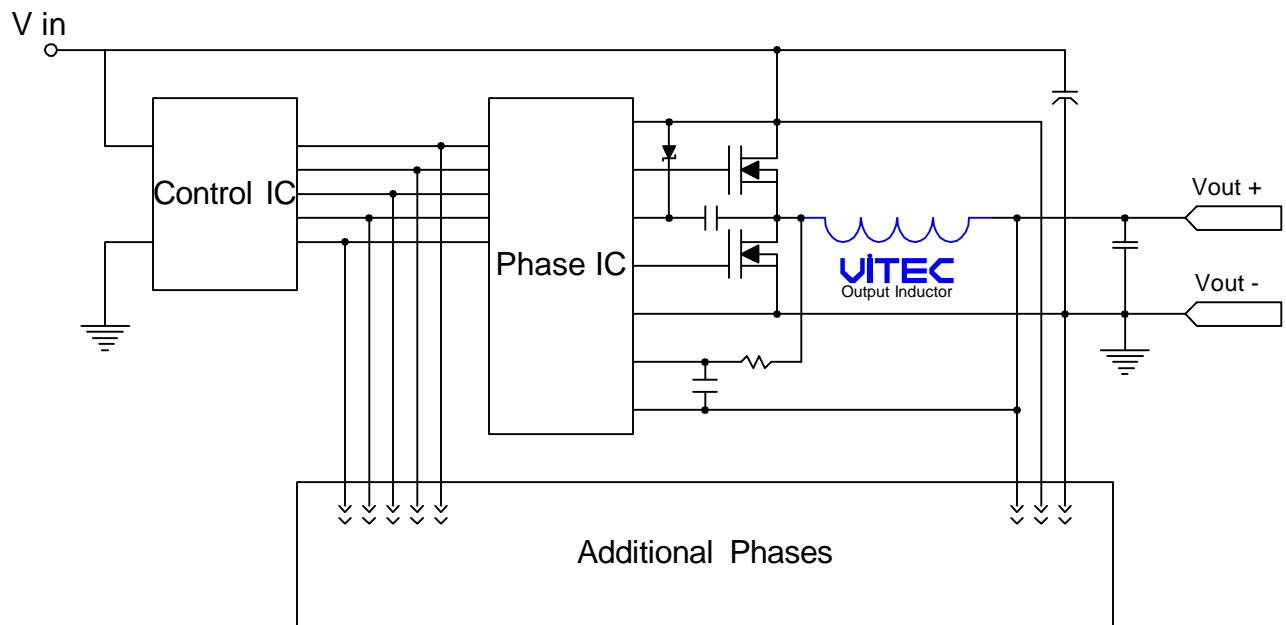 V in
Control IC
Phase IC
Vout +
ViTEC
Output Inductor
Vout -
Additional Phases